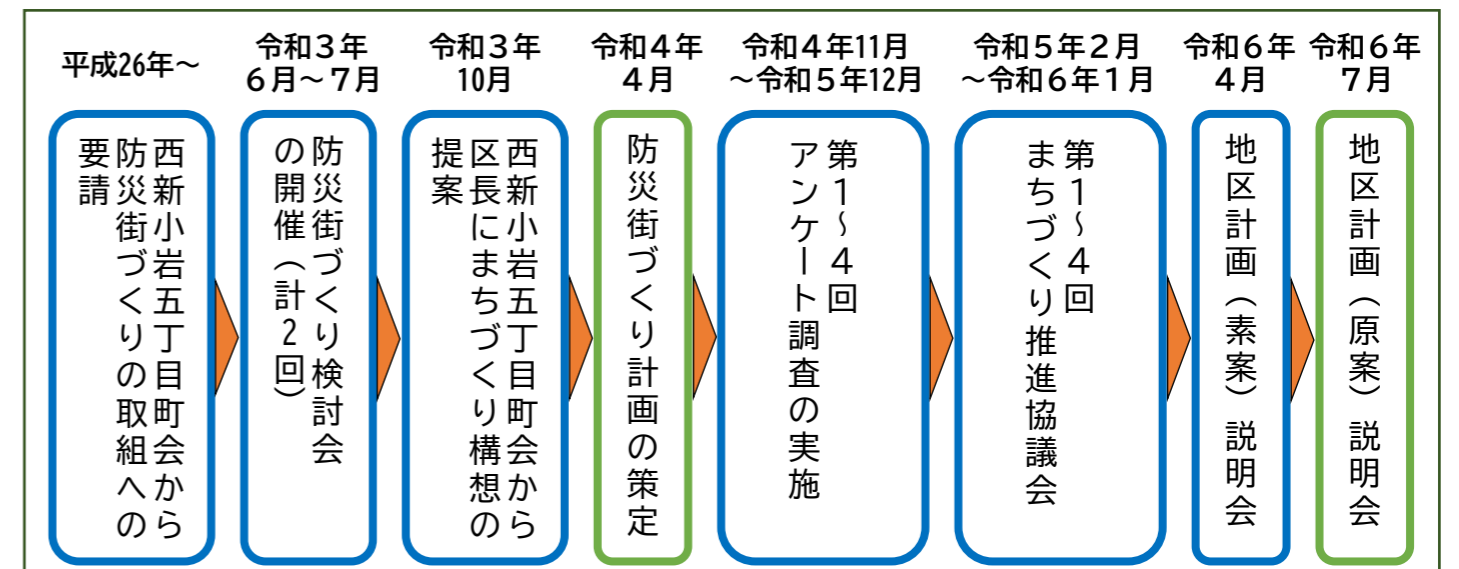 平成26年～
令和３年
６月～７月
令和３年
10月
令和４年
４月
令和４年11月
～令和５年12月
令和５年２月
～令和６年１月
令和６年
４月
令和６年
７月
西新小岩五丁目町会から
防災街づくりの取組への
要請
防災街づくり検討会
の開催（計２回）
西新小岩五丁目町会から
区長にまちづくり構想の
提案
防災街づくり計画の策定
第１～４回
アンケート調査の実施
第１～４回
まちづくり推進協議会
地区計画（素案）説明会
地区計画（原案）説明会